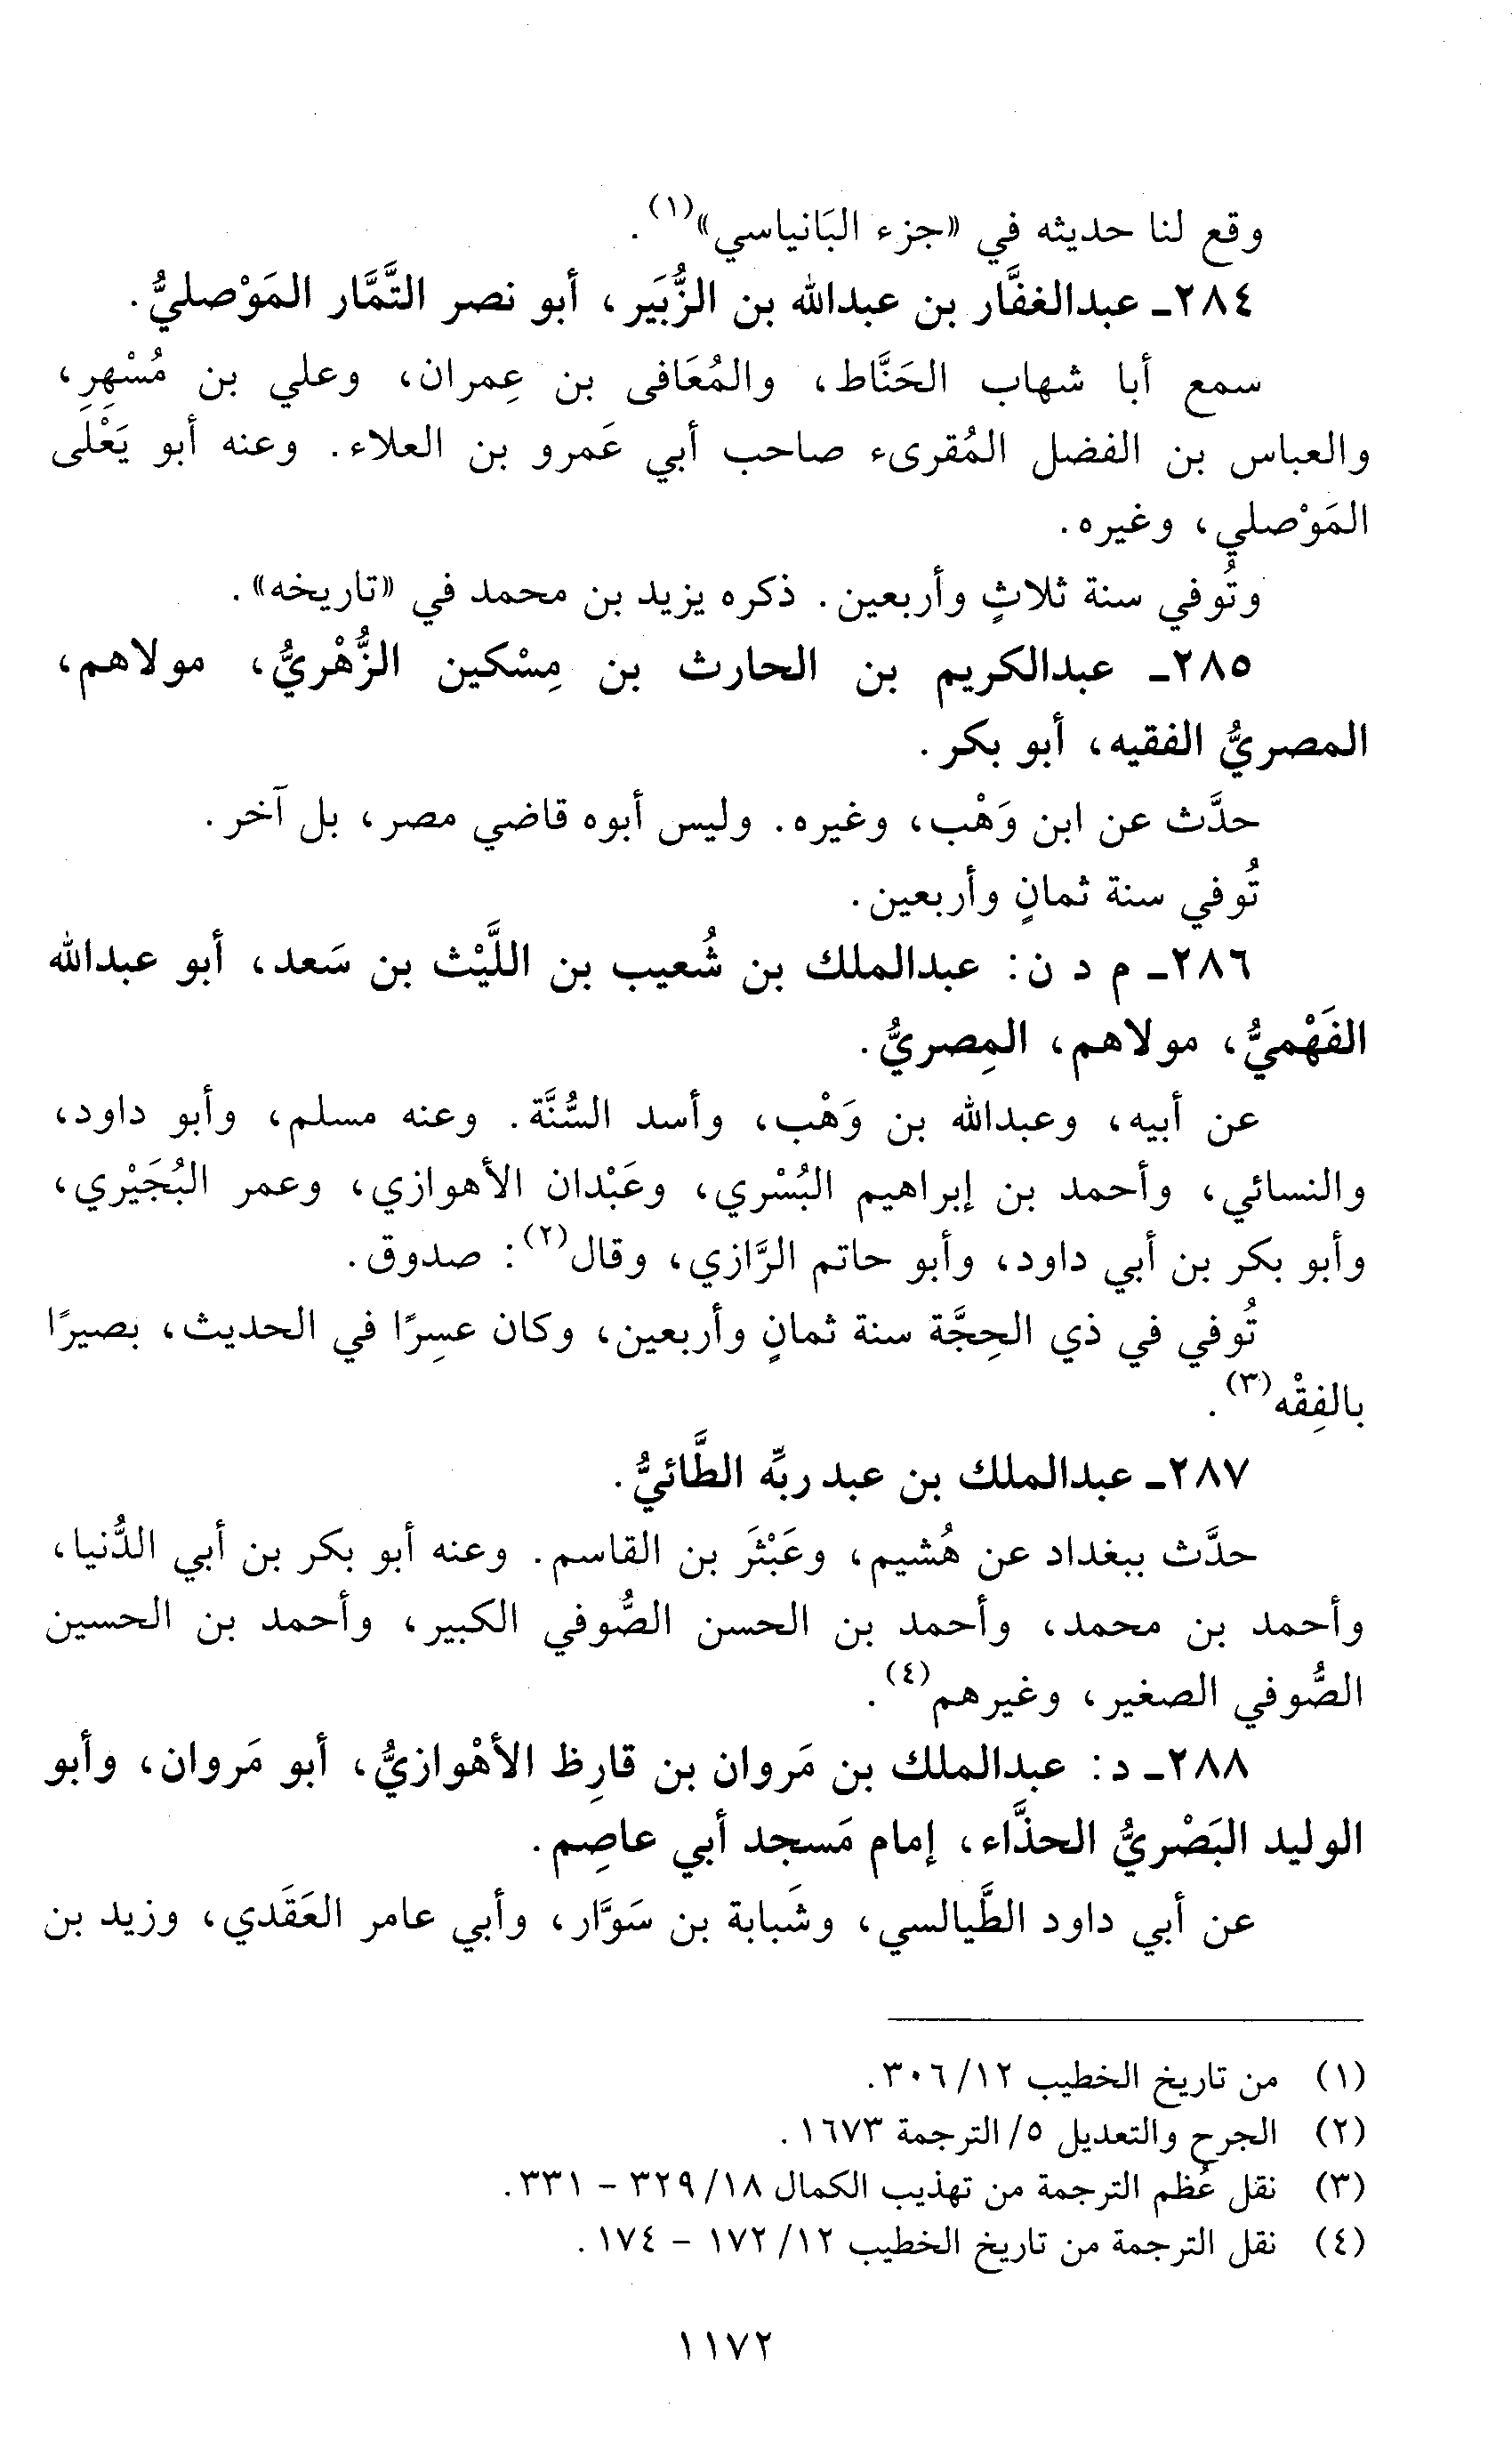 وقع لنا حديثه في «جزء البَانياسي»(١).
٢٨٤ـ عبدالغفَّار بن عبدالله بن الزُّبَير، أبو نصر التَّمَّار المَوْصليُّ.
سمع أبا شهاب الحَنَّاط، والمُعَافى بن عِمران، وعلي بن مُسْهِرِ،
والعباس بن الفضل المُقرىء صاحب أبي عَمرو بن العلاء. وعنه أبو يَعْلَى
المَوْصلي، وغيره.
وتُوفي سنة ثلاثٍ وأربعين. ذكره يزيد بن محمد في «تاريخه».
٢٨٥ـ عبدالكريم بن الحارث بن مِسْكين الزُّهْريُّ، مولاهم،
المصريُّ الفقيه، أبو بكر.
حدَّث عن ابن وَهْب، وغيره. وليس أبوه قاضي مصر، بل آخر.
تُوفي سنة ثمانٍ وأربعين.
٢٨٦ـ م د ن: عبدالملك بن شُعيب بن اللَّيْث بن سَعد، أبو عبدالله
الفَهْميُّ، مولاهم، المِصريُّ.
عن أبيه، وعبدالله بن وَهْب، وأسد السُّنَّة. وعنه مسلم، وأبو داود،
والنسائي، وأحمد بن إبراهيم البُسْري، وعَبْدان الأهوازي، وعمر البُجَيْري،
وأبو بكر بن أبي داود، وأبو حاتم الرَّازي، وقال(٢): صدوق.
تُوفي في ذي الحِجَّة سنة ثمانٍ وأربعين، وكان عسِرًا في الحديث، بصيرًا
بالفِقْه(٣).
٢٨٧ـ عبدالملك بن عبد ربِّه الطَّائيُّ.
حدَّث ببغداد عن هُشيم، وعَبْثَر بن القاسم. وعنه أبو بكر بن أبي الدُّنيا،
وأحمد بن محمد، وأحمد بن الحسن الصُّوفي الكبير، وأحمد بن الحسين
الصُّوفي الصغير، وغيرهم(٤).
٢٨٨ـ د: عبدالملك بن مَروان بن قارِظ الأهْوازيُّ، أبو مَروان، وأبو
الوليد البَصْريُّ الحذَّاء، إمام مَسجد أبي عاصِم.
عن أبي داود الطَّيالسي، وشَبابة بن سَوَّار، وأبي عامر العَقَدي، وزيد بن
(١) من تاريخ الخطيب ١٢/ ٣٠٦.
(٢) الجرح والتعديل ٥/ الترجمة ١٦٧٣.
(٣) نقل عُظم الترجمة من تهذيب الكمال ١٨/ ٣٢٩ - ٣٣١.
(٤) نقل الترجمة من تاريخ الخطيب ١٢/ ١٧٢ - ١٧٤.
١١٧٢